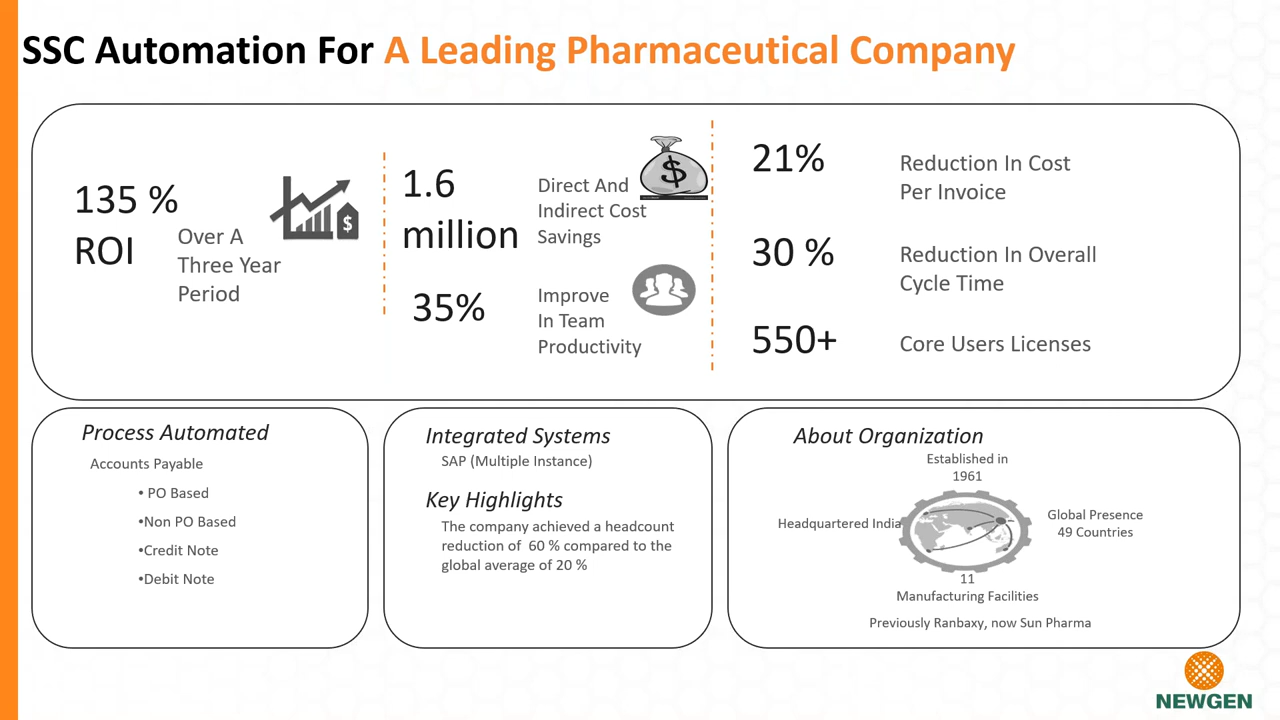 SSC Automation For A Leading Pharmaceutical Company
135 %
ROI
Over A
Three Year
Period
$
1.6
million
Direct And
Indirect Cost
Savings
$
35%
Improve
In Team
Productivity
21%
Reduction In Cost
Per Invoice
30 %
Reduction In Overall
Cycle Time
550+
Core Users Licenses
Process Automated
Accounts Payable
• PO Based
•Non PO Based
•Credit Note
•Debit Note
Integrated Systems
SAP (Multiple Instance)
Key Highlights
The company achieved a headcount
reduction of 60 % compared to the
global average of 20 %
About Organization
Established in
1961
Headquartered India
Global Presence
49 Countries
11
Manufacturing Facilities
Previously Ranbaxy, now Sun Pharma
NEWGEN